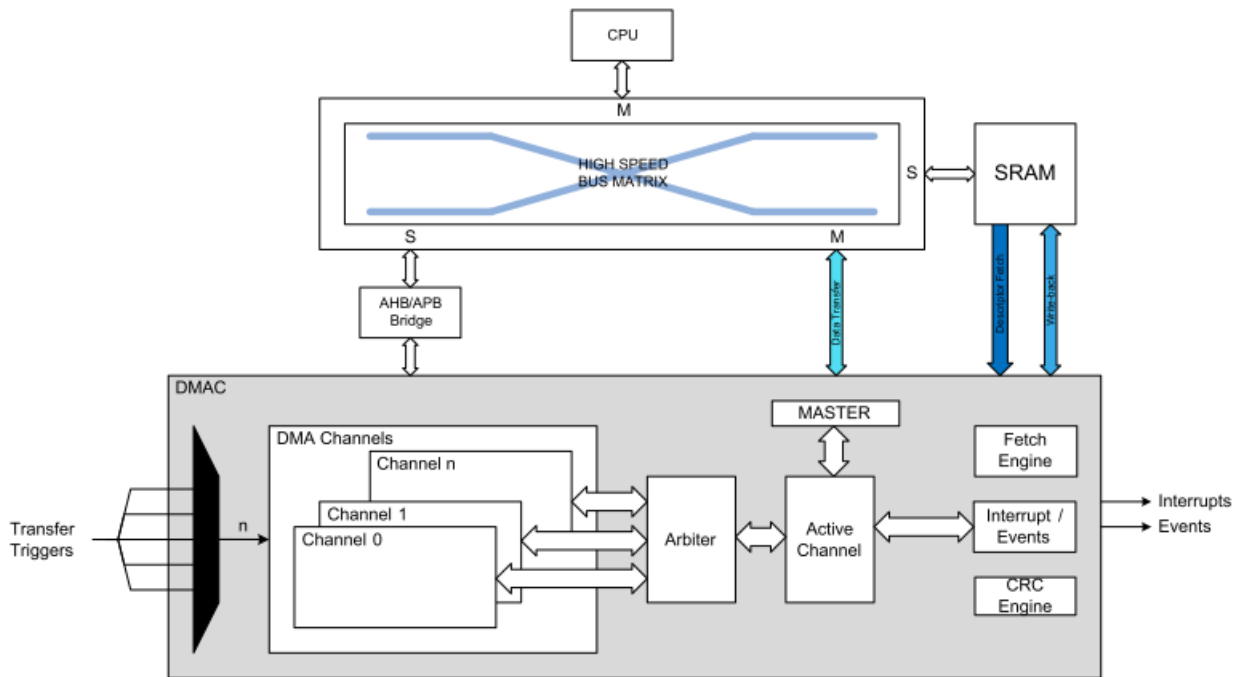 CPU
M
HIGH SPEED
BUS MATRIX
S
SRAM
S
M
AHB/APB
Bridge
Data Transfer
Descriptor Fetch
Write-back
DMAC
MASTER
DMA Channels
Channel n
Channel 1
Channel 0
Transfer
Triggers
n
Arbiter
Active
Channel
Fetch
Engine
Interrupt /
Events
CRC
Engine
Interrupts
Events